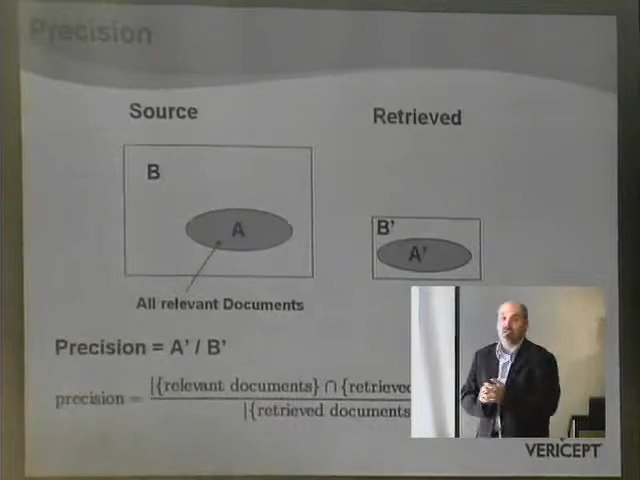 Precision
Source
Retrieved
B
A
B'
A'
All relevant Documents
Precision = A' / B'
precision =
|{relevant documents} ∩ {retrieved
|{retrieved documents
VERICEPT